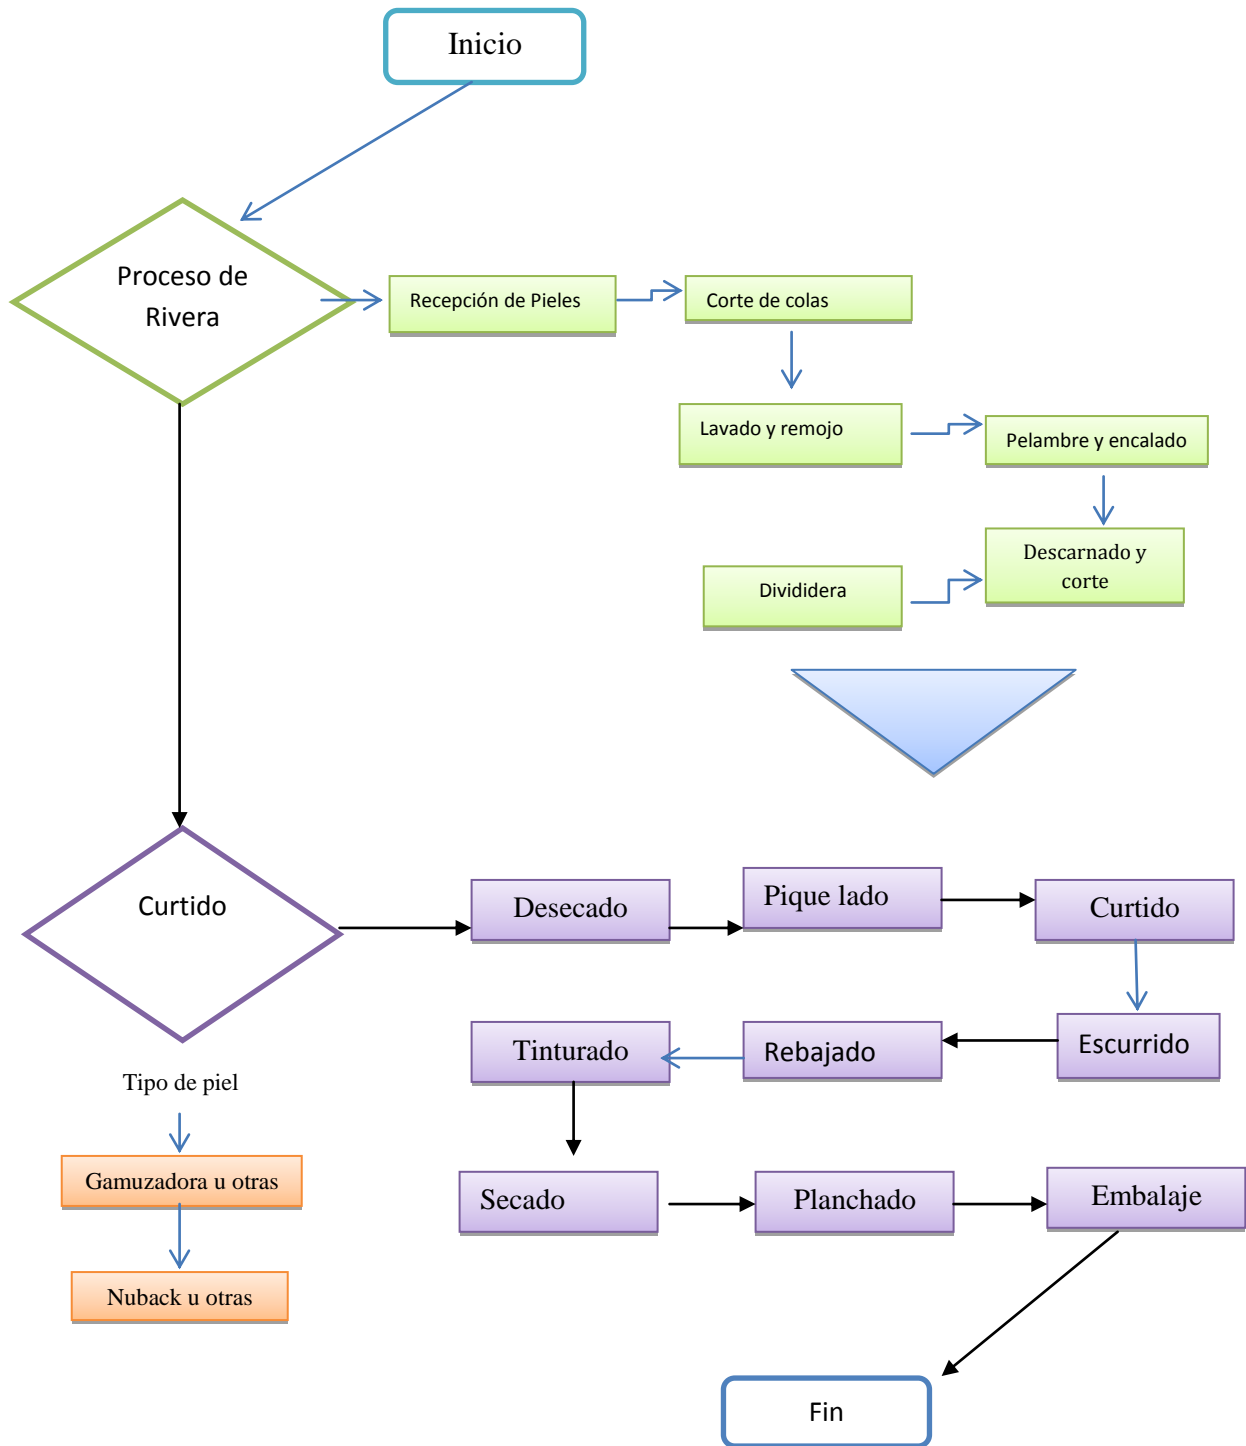 Inicio
Proceso de
Rivera
Recepción de Pieles
Corte de colas
Lavado y remojo
Pelambre y encalado
Descarnado y
corte
Divididera
Curtido
Desecado
Pique lado
Curtido
Tinturado
Rebajado
Escurrido
Tipo de piel
Gamuzadora u otras
Secado
Planchado
Embalaje
Nuback u otras
Fin